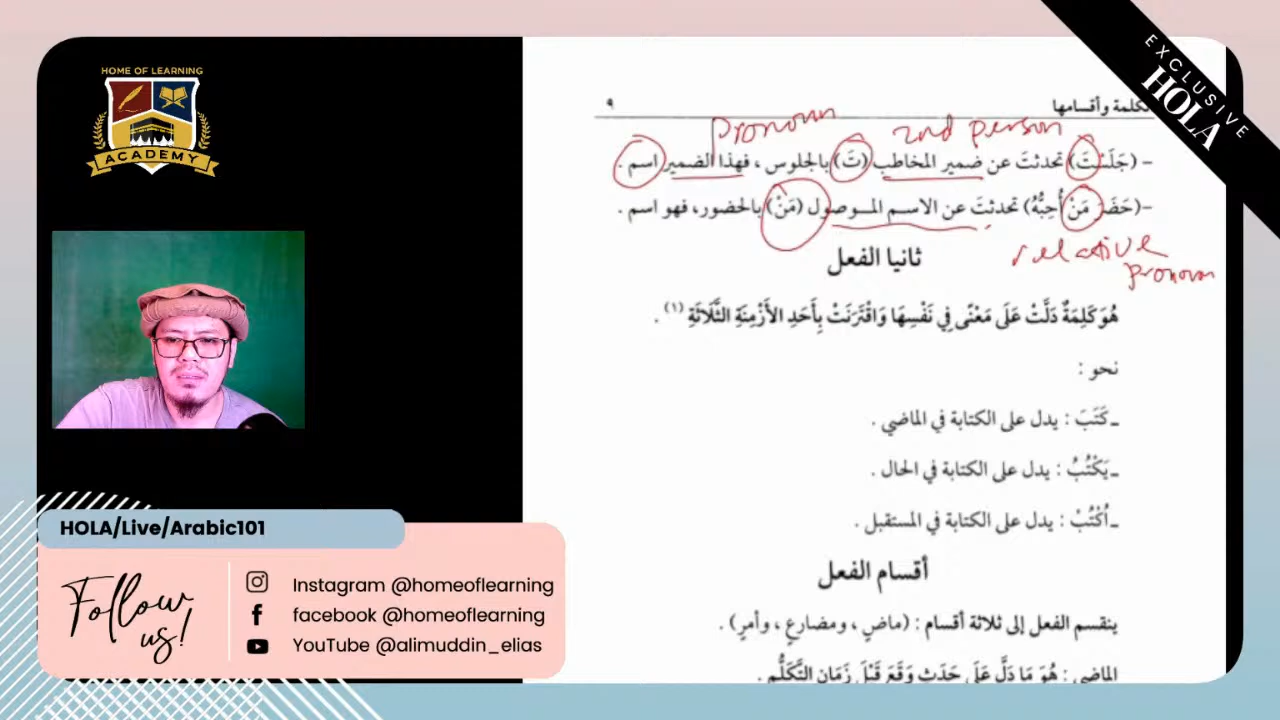 HOME OF LEARNING
ACADEMY
EXCLUSIVE
HOLA
٩
لكلمة وأقسامها
pronoun 2nd person
- (جَلَسْتَ) تحدثتَ عن ضمير المخاطب (تَ) بالجلوس ، فهذا الضمير اسم .
- (حَضَرَ مَنْ أُحِبُّهُ) تحدثتَ عن الاسم الموصول (مَنْ) بالحضور، فهو اسم .
relative
pronoun
ثانيا الفعل
هُوَ كَلِمَةٌ دَلَّتْ عَلَى مَعْنًى فِي نَفْسِهَا وَاقْتَرَنَتْ بِأَحَدِ الأَزْمِنَةِ الثَّلَاثَةِ (١) .
نحو :
ـ كَتَبَ : يدل على الكتابة في الماضي .
ـ يَكْتُبُ : يدل على الكتابة في الحال .
ـ اُكْتُبْ : يدل على الكتابة في المستقبل .
أقسام الفعل
ينقسم الفعل إلى ثلاثة أقسام : (ماضٍ ، ومضارعٍ ، وأمرٍ) .
الماضي : هُوَ مَا دَلَّ عَلَى حَدَثٍ وَقَعَ قَبْلَ زَمَانِ التَّكَلُّمِ .
HOLA/Live/Arabic101
Follow us!
Instagram @homeoflearning
facebook @homeoflearning
YouTube @alimuddin_elias